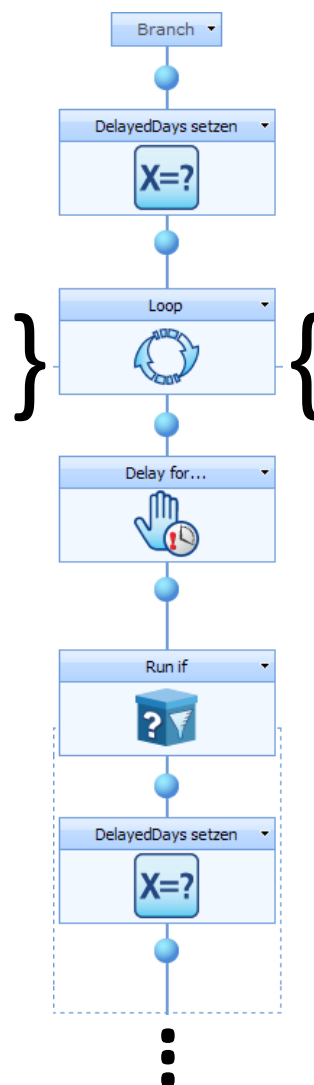 Branch
DelayedDays setzen
X=?
Loop
} {
Delay for...
!
Run if
?
DelayedDays setzen
X=?